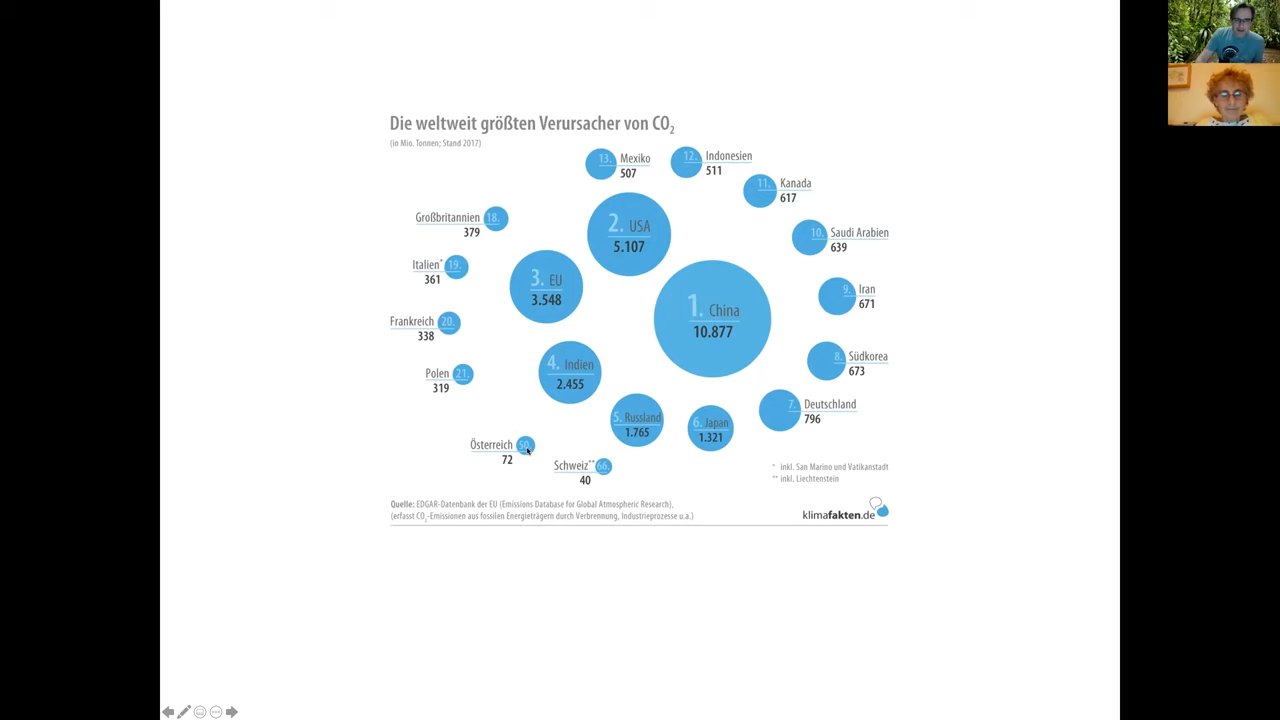 Die weltweit größten Verursacher von CO₂
(in Mio. Tonnen; Stand 2017)
13. Mexiko
507
12. Indonesien
511
11. Kanada
617
10. Saudi Arabien
639
9. Iran
671
8. Südkorea
673
7. Deutschland
796
6. Japan
1.321
5. Russland
1.765
4. Indien
2.455
3. EU
3.548
2. USA
5.107
1. China
10.877
Großbritannien 18.
379
Italien* 19.
361
Frankreich 20.
338
Polen 21.
319
Österreich 50.
72
Schweiz** 66.
40
* inkl. San Marino und Vatikanstadt
** inkl. Liechtenstein
Quelle: EDGAR-Datenbank der EU (Emissions Database for Global Atmospheric Research),
(erfasst CO₂-Emissionen aus fossilen Energieträgern durch Verbrennung, Industrieprozesse u.a.)
klimafakten.de